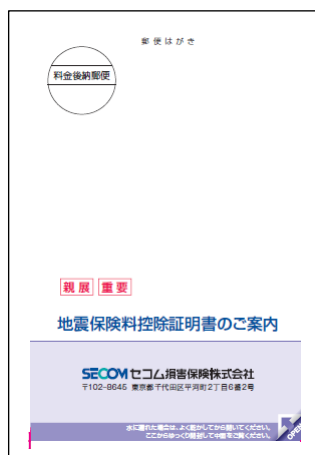 郵便はがき
料金後納郵便
親展 重要
地震保険料控除証明書のご案内
SECOM セコム損害保険株式会社
〒102-8645 東京都千代田区平河町2丁目6番2号
水に濡れた場合は、よく乾かしてから開いてください。
ここからゆっくり開封して中面をご覧ください。
OPEN